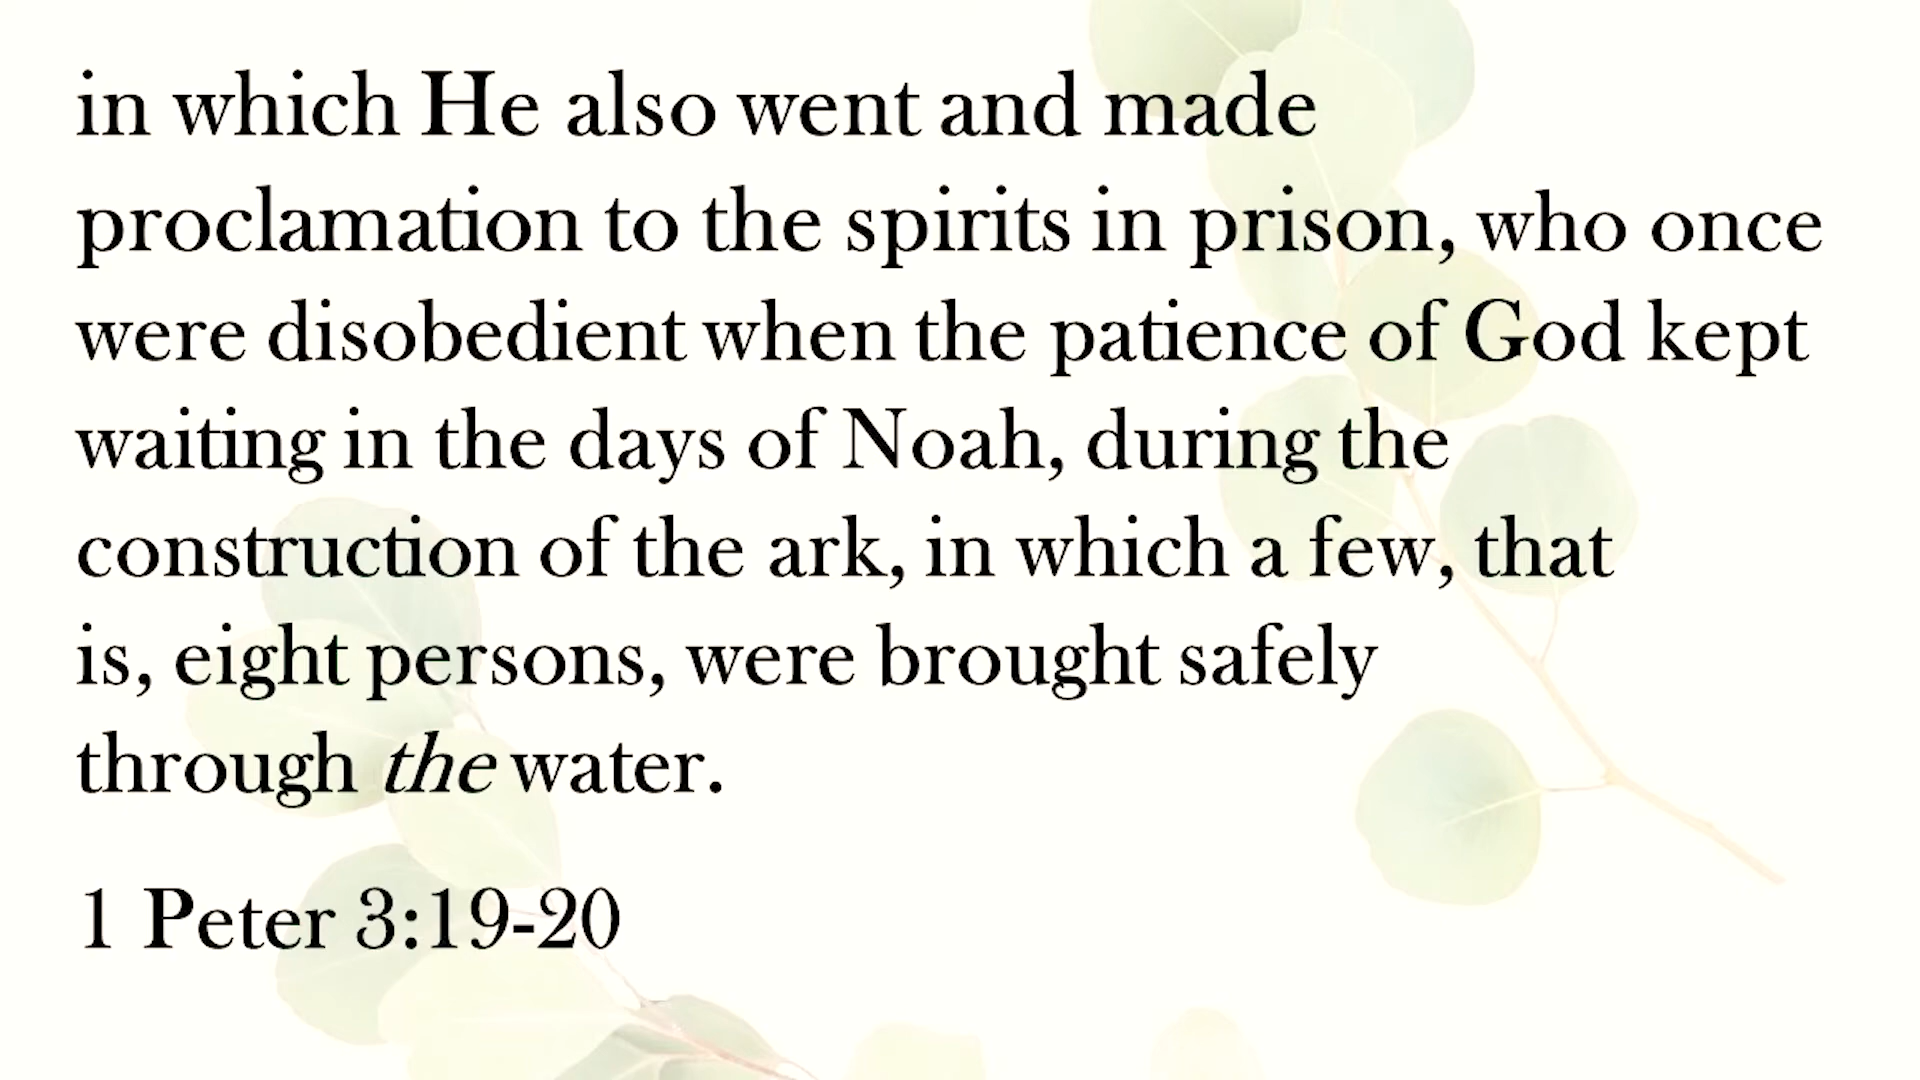 in which He also went and made
proclamation to the spirits in prison, who once
were disobedient when the patience of God kept
waiting in the days of Noah, during the
construction of the ark, in which a few, that
is, eight persons, were brought safely
through the water.
1 Peter 3:19-20